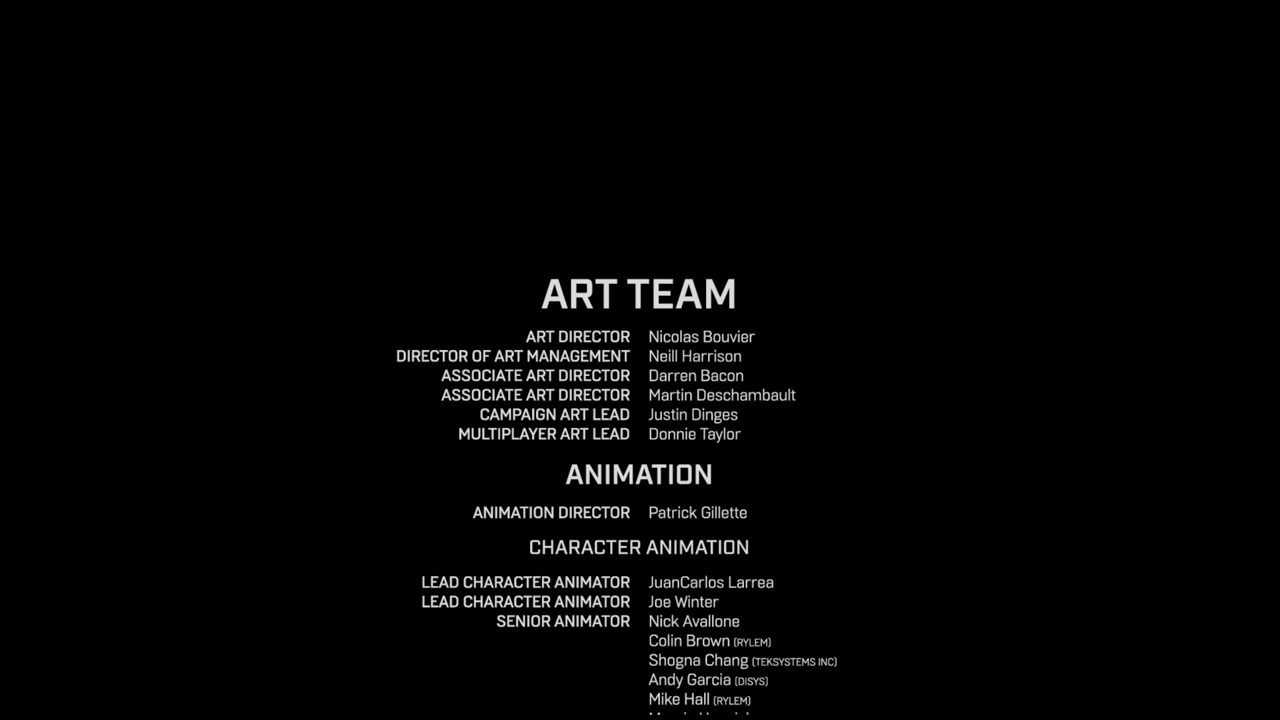 ART TEAM
ART DIRECTOR Nicolas Bouvier
DIRECTOR OF ART MANAGEMENT Neill Harrison
ASSOCIATE ART DIRECTOR Darren Bacon
ASSOCIATE ART DIRECTOR Martin Deschambault
CAMPAIGN ART LEAD Justin Dinges
MULTIPLAYER ART LEAD Donnie Taylor
ANIMATION
ANIMATION DIRECTOR Patrick Gillette
CHARACTER ANIMATION
LEAD CHARACTER ANIMATOR JuanCarlos Larrea
LEAD CHARACTER ANIMATOR Joe Winter
SENIOR ANIMATOR Nick Avallone
Colin Brown (RYLEM)
Shogna Chang (TEKSYSTEMS INC)
Andy Garcia (DISYS)
Mike Hall (RYLEM)